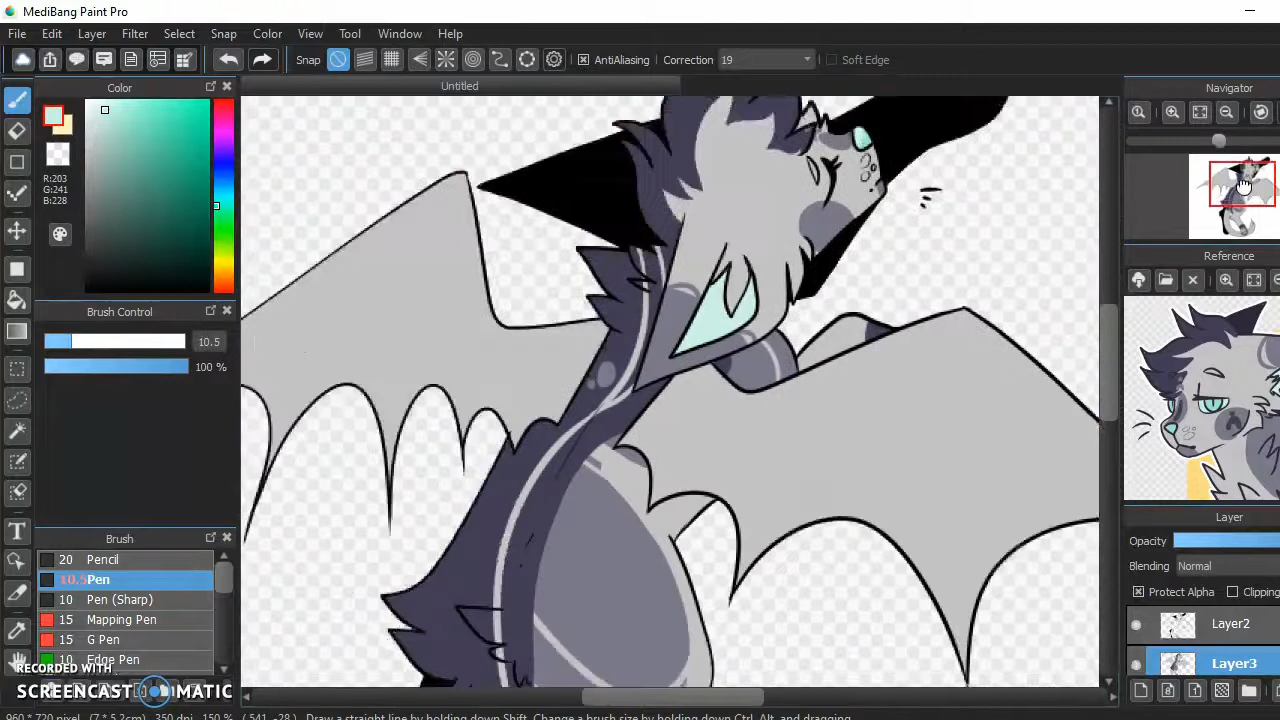 MediBang Paint Pro
File Edit Layer Filter Select Snap Color View Tool Window Help
Snap AntiAliasing Correction 19 Soft Edge
Color Untitled Navigator
R:203
G:241
B:228
Brush Control
10.5
100 %
Reference
Brush
20 Pencil
10.5 Pen
10 Pen (Sharp)
15 Mapping Pen
15 G Pen
10 Edge Pen
Layer
Opacity
Blending Normal
Protect Alpha Clipping
Layer2
Layer3
T
RECORDED WITH
SCREENCAST MATIC
960 * 720 pixel (7 * 5.2cm) 350 dpi 150 % ( 541, -28 ) Draw a straight line by holding down Shift, Change a brush size by holding down Ctrl, Alt, and dragging